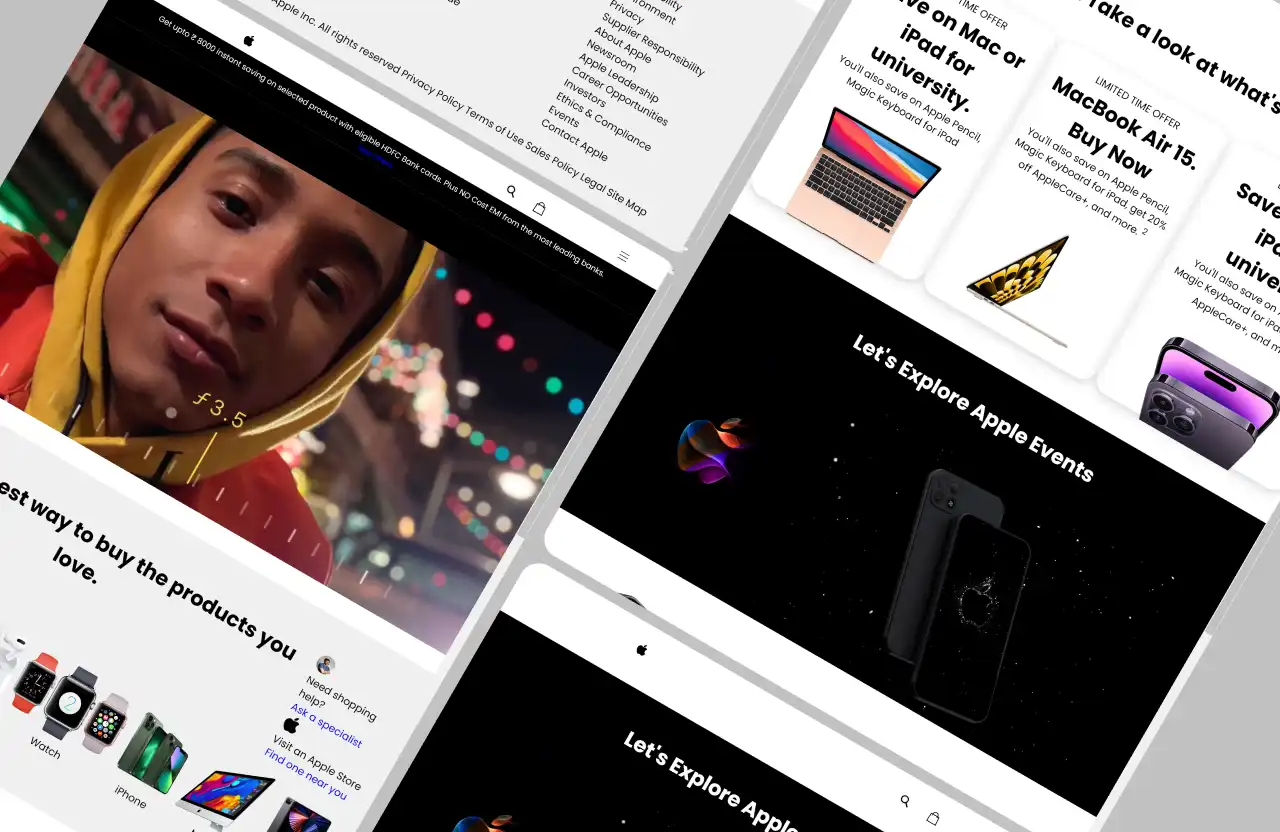 Apple Inc. All rights reserved Privacy Policy Terms of Use Sales Policy Legal Site Map
Privacy
Supplier Responsibility
About Apple
Newsroom
Apple Leadership
Career Opportunities
Investors
Ethics & Compliance
Events
Contact Apple
Get upto ₹ 8000 instant saving on selected product with eligible HDFC Bank cards. Plus NO Cost EMI from the most leading banks.
ƒ3.5
way to buy the products you
love.
Need shopping
help?
Ask a specialist
Visit an Apple Store
Find one near you
Watch
iPhone
Take a look at what's
TIME OFFER
on Mac or
iPad for
university.
You'll also save on Apple Pencil,
Magic Keyboard for iPad
LIMITED TIME OFFER
MacBook Air 15.
Buy Now
You'll also save on Apple Pencil,
Magic Keyboard for iPad, get 20%
off AppleCare+, and more. ²
Save
You'll also save on
Magic Keyboard for
AppleCare+, and
Let's Explore Apple Events
Let's Explore